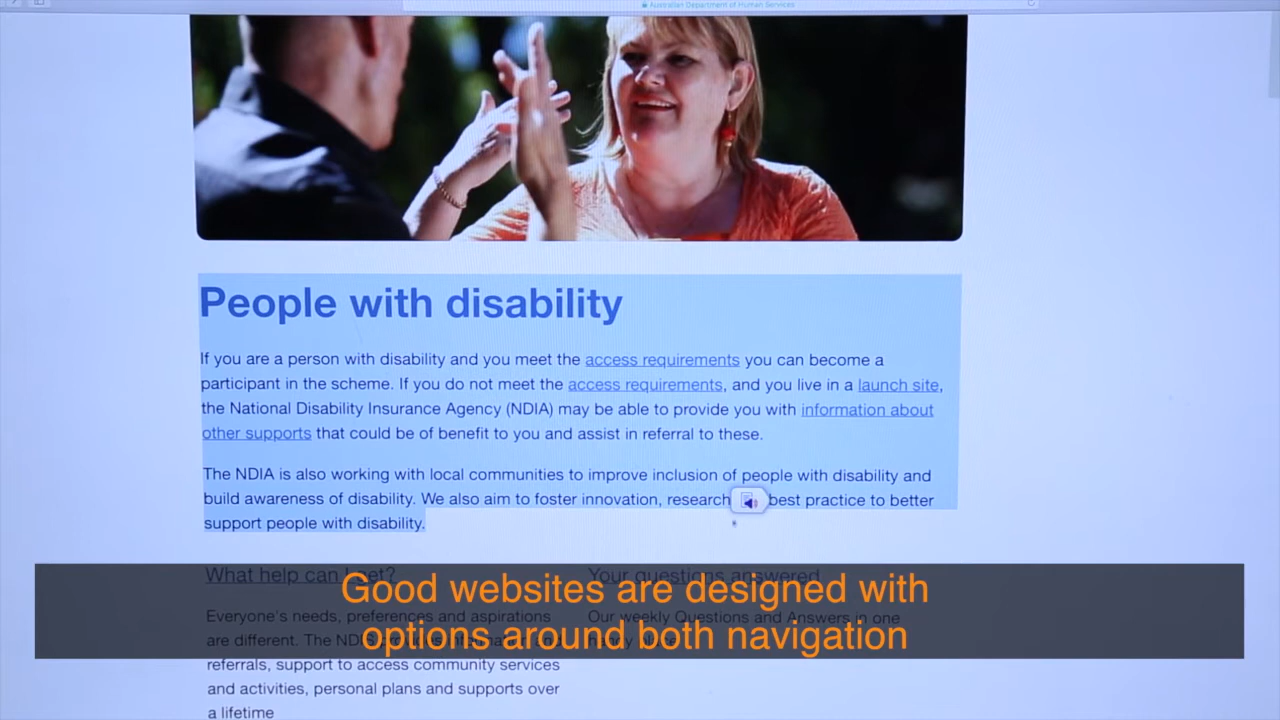 Australian Department of Human Services
People with disability
If you are a person with disability and you meet the access requirements you can become a
participant in the scheme. If you do not meet the access requirements, and you live in a launch site,
the National Disability Insurance Agency (NDIA) may be able to provide you with information about
other supports that could be of benefit to you and assist in referral to these.
The NDIA is also working with local communities to improve inclusion of people with disability and
build awareness of disability. We also aim to foster innovation, research best practice to better
support people with disability.
What help can I get?
Everyone's needs, preferences and aspirations
are different. The NDIS
referrals, support to access community services
and activities, personal plans and supports over
a lifetime
Your questions answered
Our weekly Questions and Answers in one
Good websites are designed with
options around both navigation